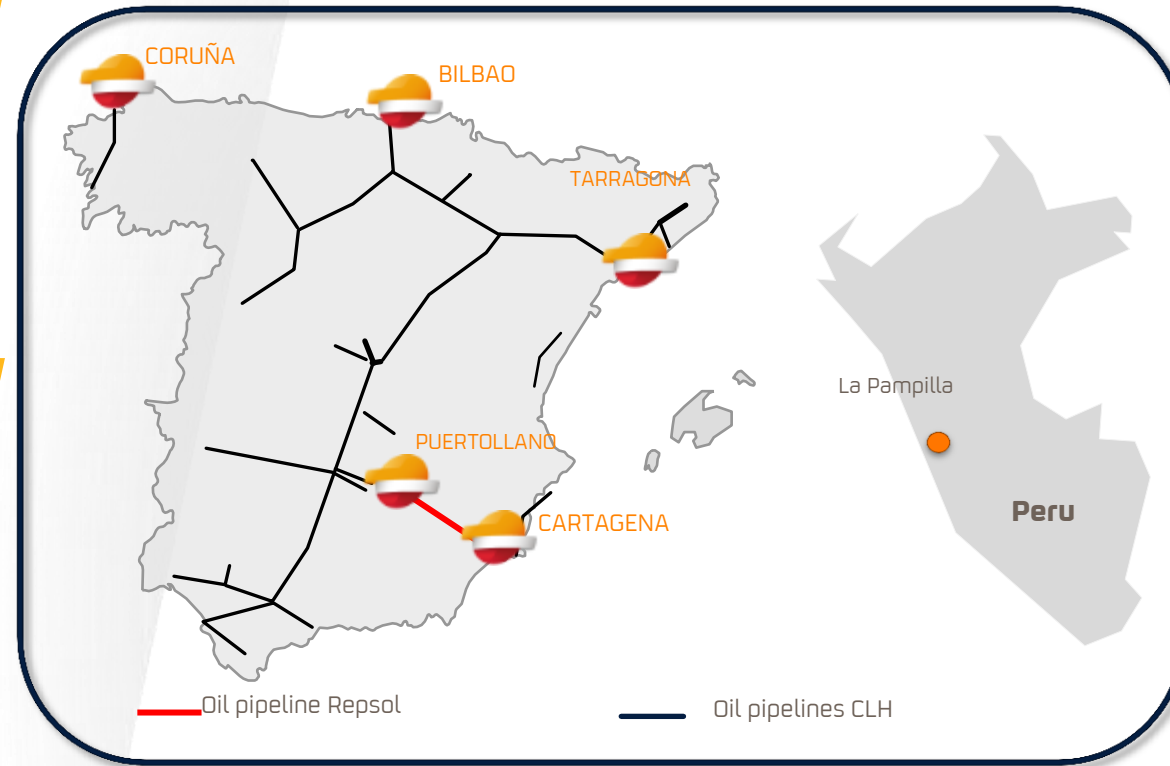 CORUÑA
BILBAO
TARRAGONA
La Pampilla
PUERTOLLANO
Peru
CARTAGENA
Oil pipeline Repsol
Oil pipelines CLH